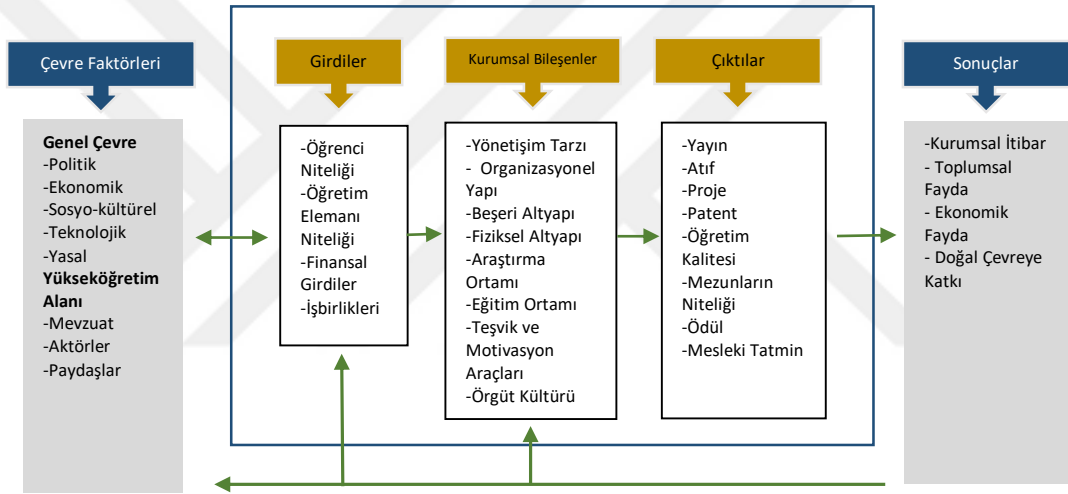 Çevre Faktörleri
Genel Çevre
-Politik
-Ekonomik
-Sosyo-kültürel
-Teknolojik
-Yasal
Yükseköğretim
Alanı
-Mevzuat
-Aktörler
-Paydaşlar
Girdiler
-Öğrenci
Niteliği
-Öğretim
Elemanı
Niteliği
-Finansal
Girdiler
-İşbirlikleri
Kurumsal Bileşenler
-Yönetişim Tarzı
- Organizasyonel
Yapı
-Beşeri Altyapı
-Fiziksel Altyapı
-Araştırma
Ortamı
-Eğitim Ortamı
-Teşvik ve
Motivasyon
Araçları
-Örgüt Kültürü
Çıktılar
-Yayın
-Atıf
-Proje
-Patent
-Öğretim
Kalitesi
-Mezunların
Niteliği
-Ödül
-Mesleki Tatmin
Sonuçlar
-Kurumsal İtibar
- Toplumsal
Fayda
- Ekonomik
Fayda
- Doğal Çevreye
Katkı